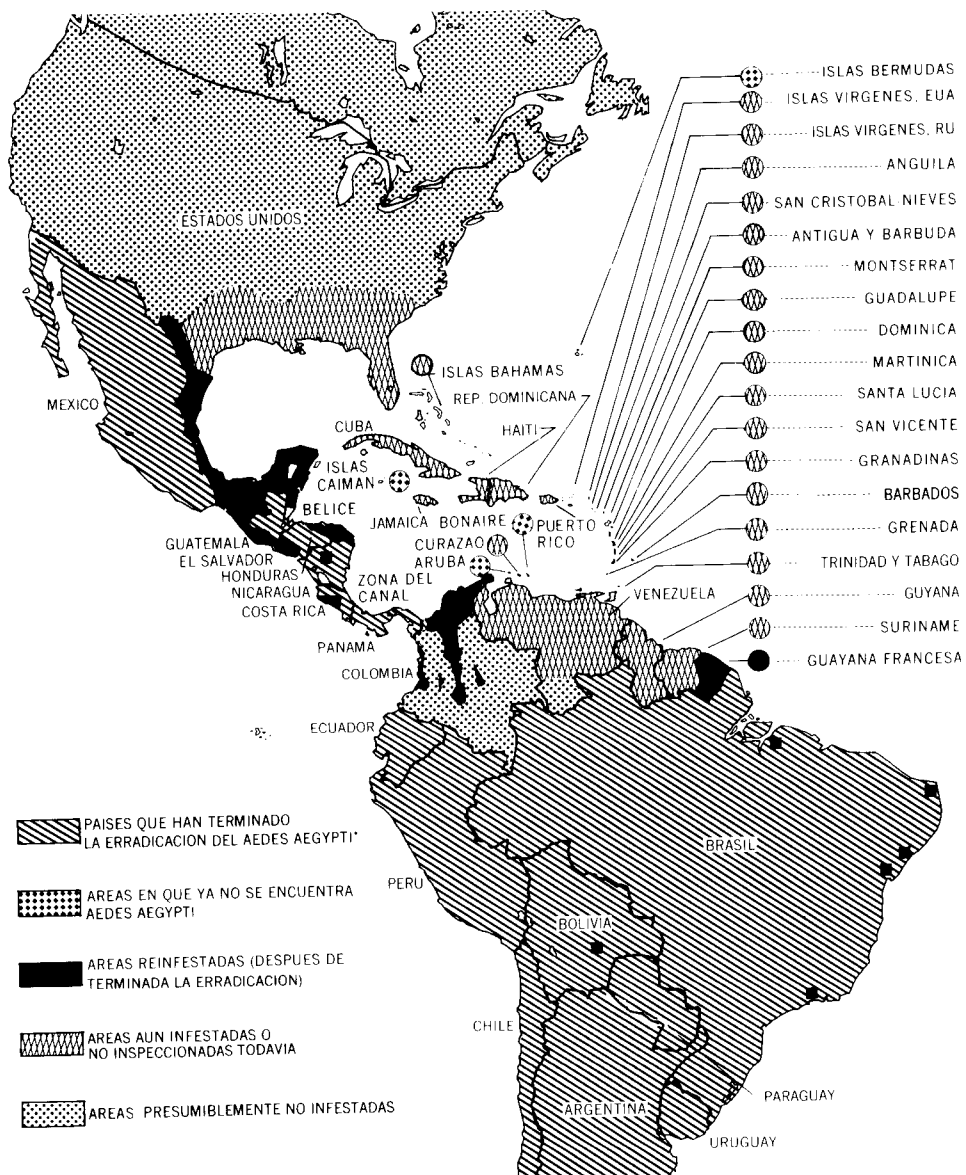 ISLAS BERMUDAS
ISLAS VIRGENES, EUA
ISLAS VIRGENES, RU
ANGUILA
SAN CRISTOBAL-NIEVES
ANTIGUA Y BARBUDA
MONTSERRAT
GUADALUPE
DOMINICA
MARTINICA
SANTA LUCIA
SAN VICENTE
GRANADINAS
BARBADOS
GRENADA
TRINIDAD Y TABAGO
GUYANA
SURINAME
GUAYANA FRANCESA
ESTADOS UNIDOS
MEXICO
ISLAS BAHAMAS
REP. DOMINICANA
HAITI
CUBA
ISLAS
CAIMAN
BELICE
JAMAICA
BONAIRE
PUERTO
RICO
CURAZAO
ARUBA
GUATEMALA
EL SALVADOR
HONDURAS
NICARAGUA
COSTA RICA
ZONA DEL
CANAL
PANAMA
VENEZUELA
COLOMBIA
ECUADOR
PERU
BRASIL
BOLIVIA
CHILE
PARAGUAY
ARGENTINA
URUGUAY
PAISES QUE HAN TERMINADO
LA ERRADICACION DEL AEDES AEGYPTI*
AREAS EN QUE YA NO SE ENCUENTRA
AEDES AEGYPTI
AREAS REINFESTADAS (DESPUES DE
TERMINADA LA ERRADICACION)
AREAS AUN INFESTADAS O
NO INSPECCIONADAS TODAVIA
AREAS PRESUMIBLEMENTE NO INFESTADAS